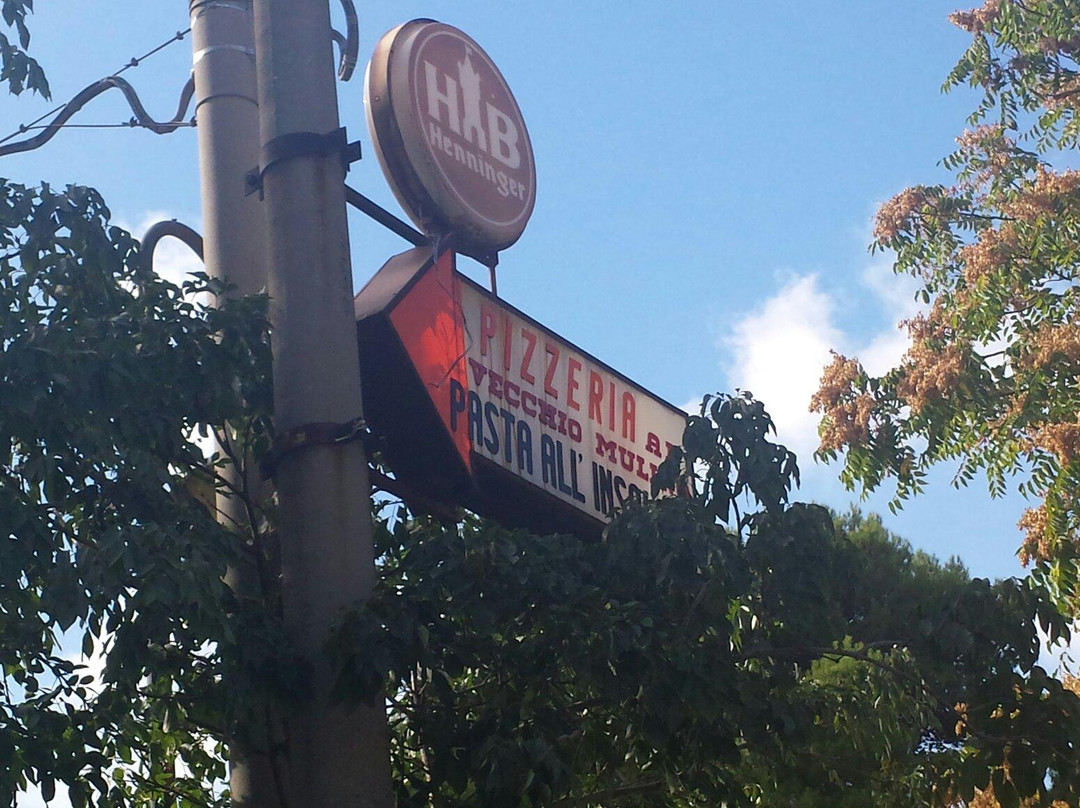 HB
Henninger
PIZZERIA
VECCHIO
PASTA ALL'